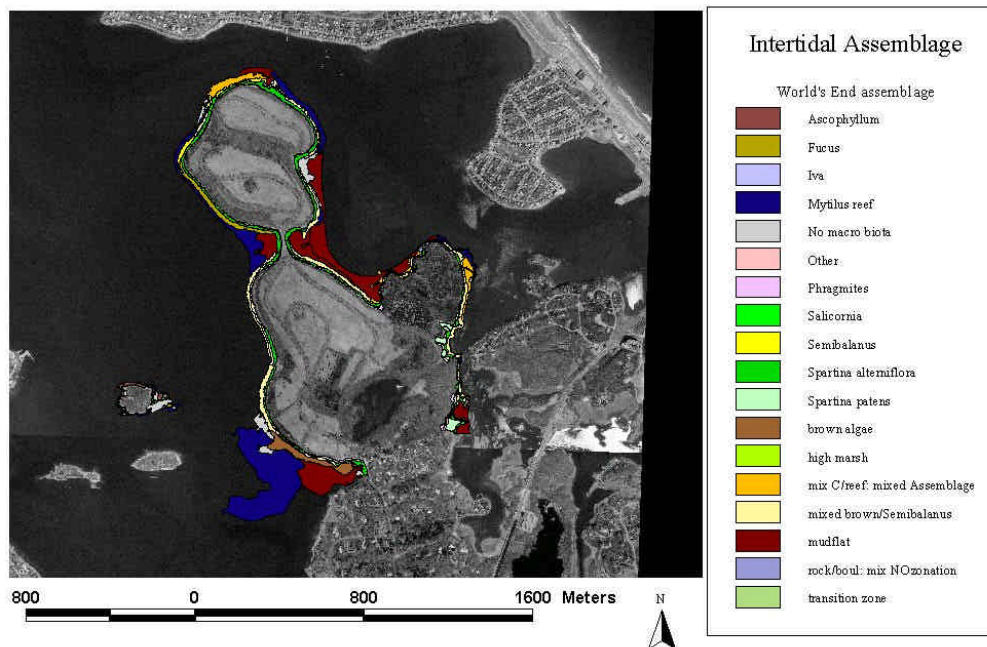 Intertidal Assemblage
World's End assemblage
Ascophyllum
Fucus
Iva
Mytilus reef
No macro biota
Other
Phragmites
Salicornia
Semibalanus
Spartina alterniflora
Spartina patens
brown algae
high marsh
mix C/reef: mixed Assemblage
mixed brown/Semibalanus
mudflat
rock/boul: mix NOzonation
transition zone
800 0 800 1600 Meters
N